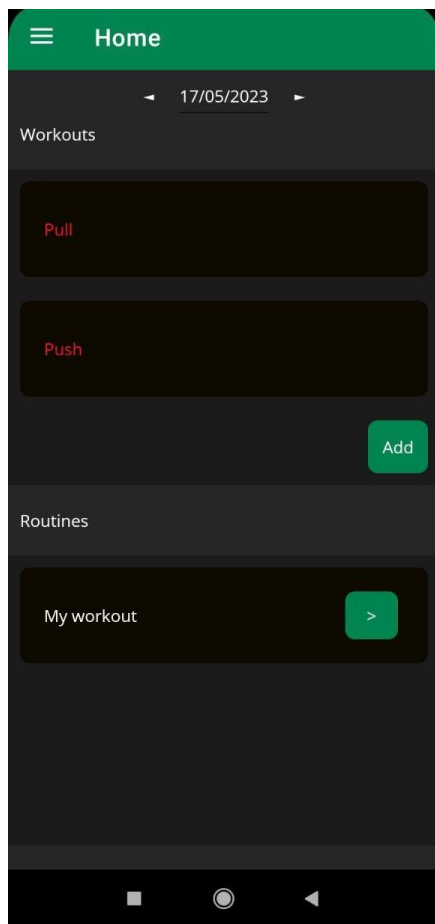 Home
◄ 17/05/2023 ►
Workouts
Pull
Push
Add
Routines
My workout >